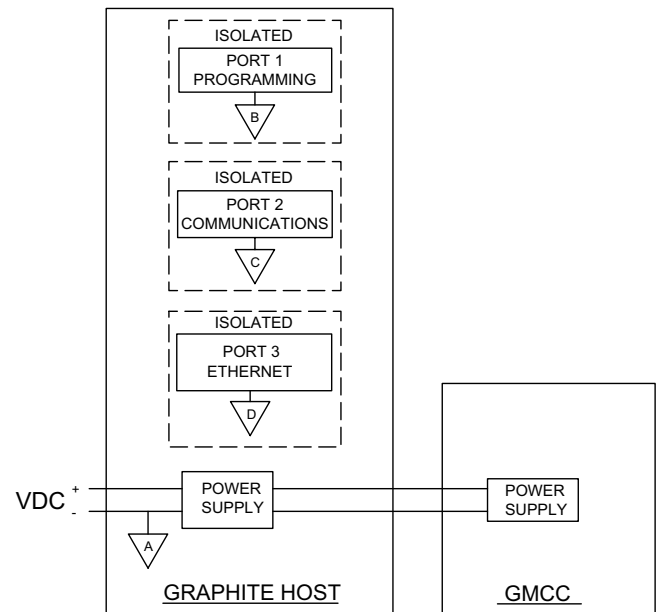 ISOLATED
PORT 1
PROGRAMMING
B
ISOLATED
PORT 2
COMMUNICATIONS
C
ISOLATED
PORT 3
ETHERNET
D
VDC + -
POWER
SUPPLY
A
POWER
SUPPLY
GRAPHITE HOST
GMCC